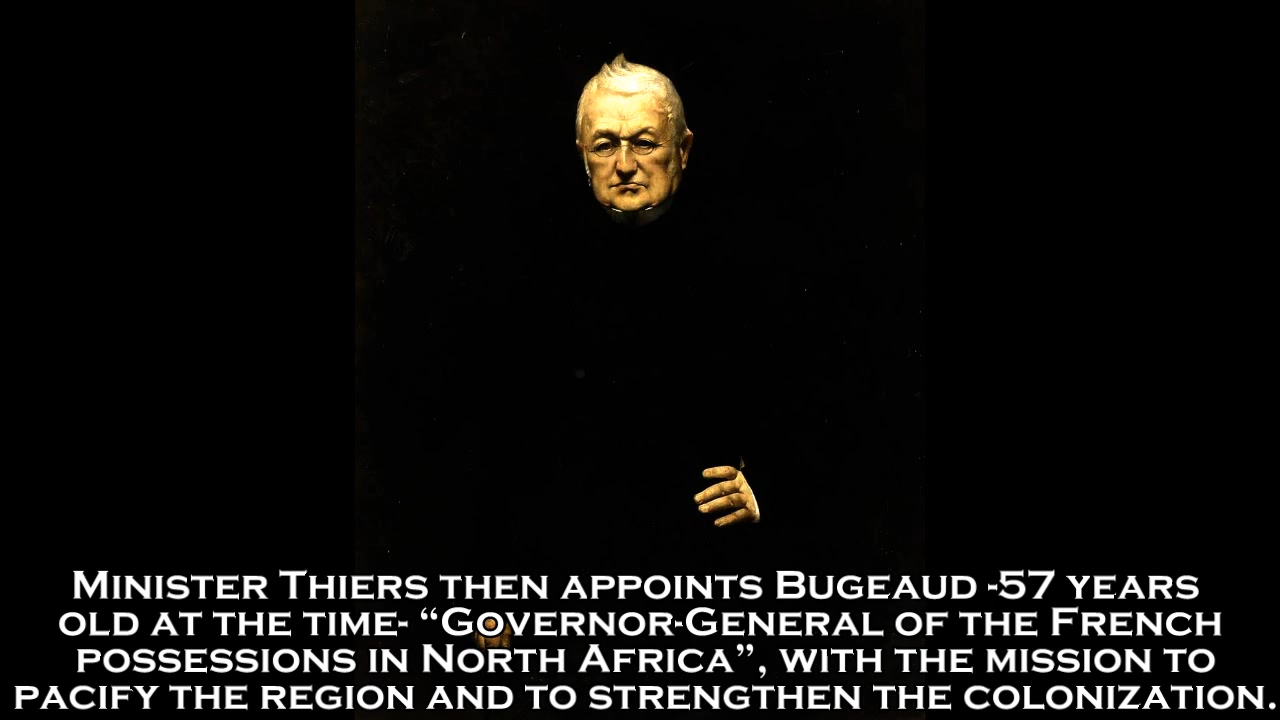 Minister Thiers then appoints Bugeaud -57 years
old at the time- “Governor-General of the French
possessions in North Africa”, with the mission to
pacify the region and to strengthen the colonization.